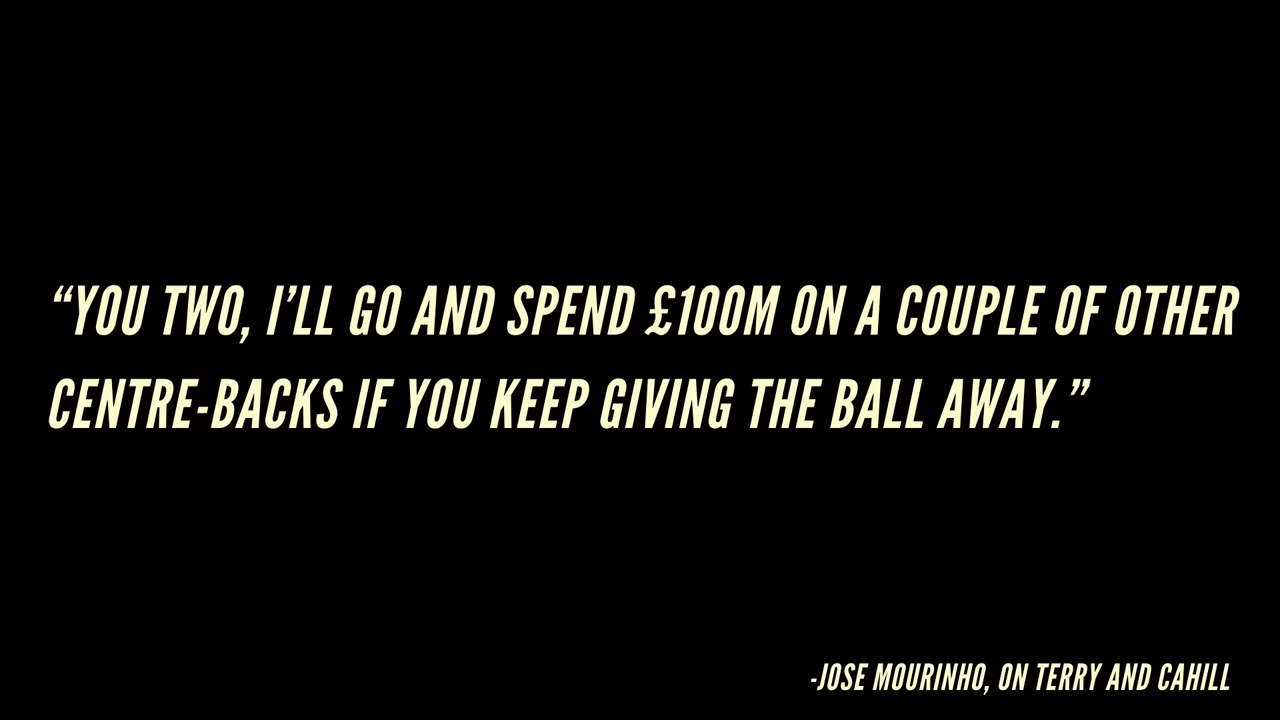 “YOU TWO, I’LL GO AND SPEND £100M ON A COUPLE OF OTHER
CENTRE-BACKS IF YOU KEEP GIVING THE BALL AWAY.”
-JOSE MOURINHO, ON TERRY AND CAHILL